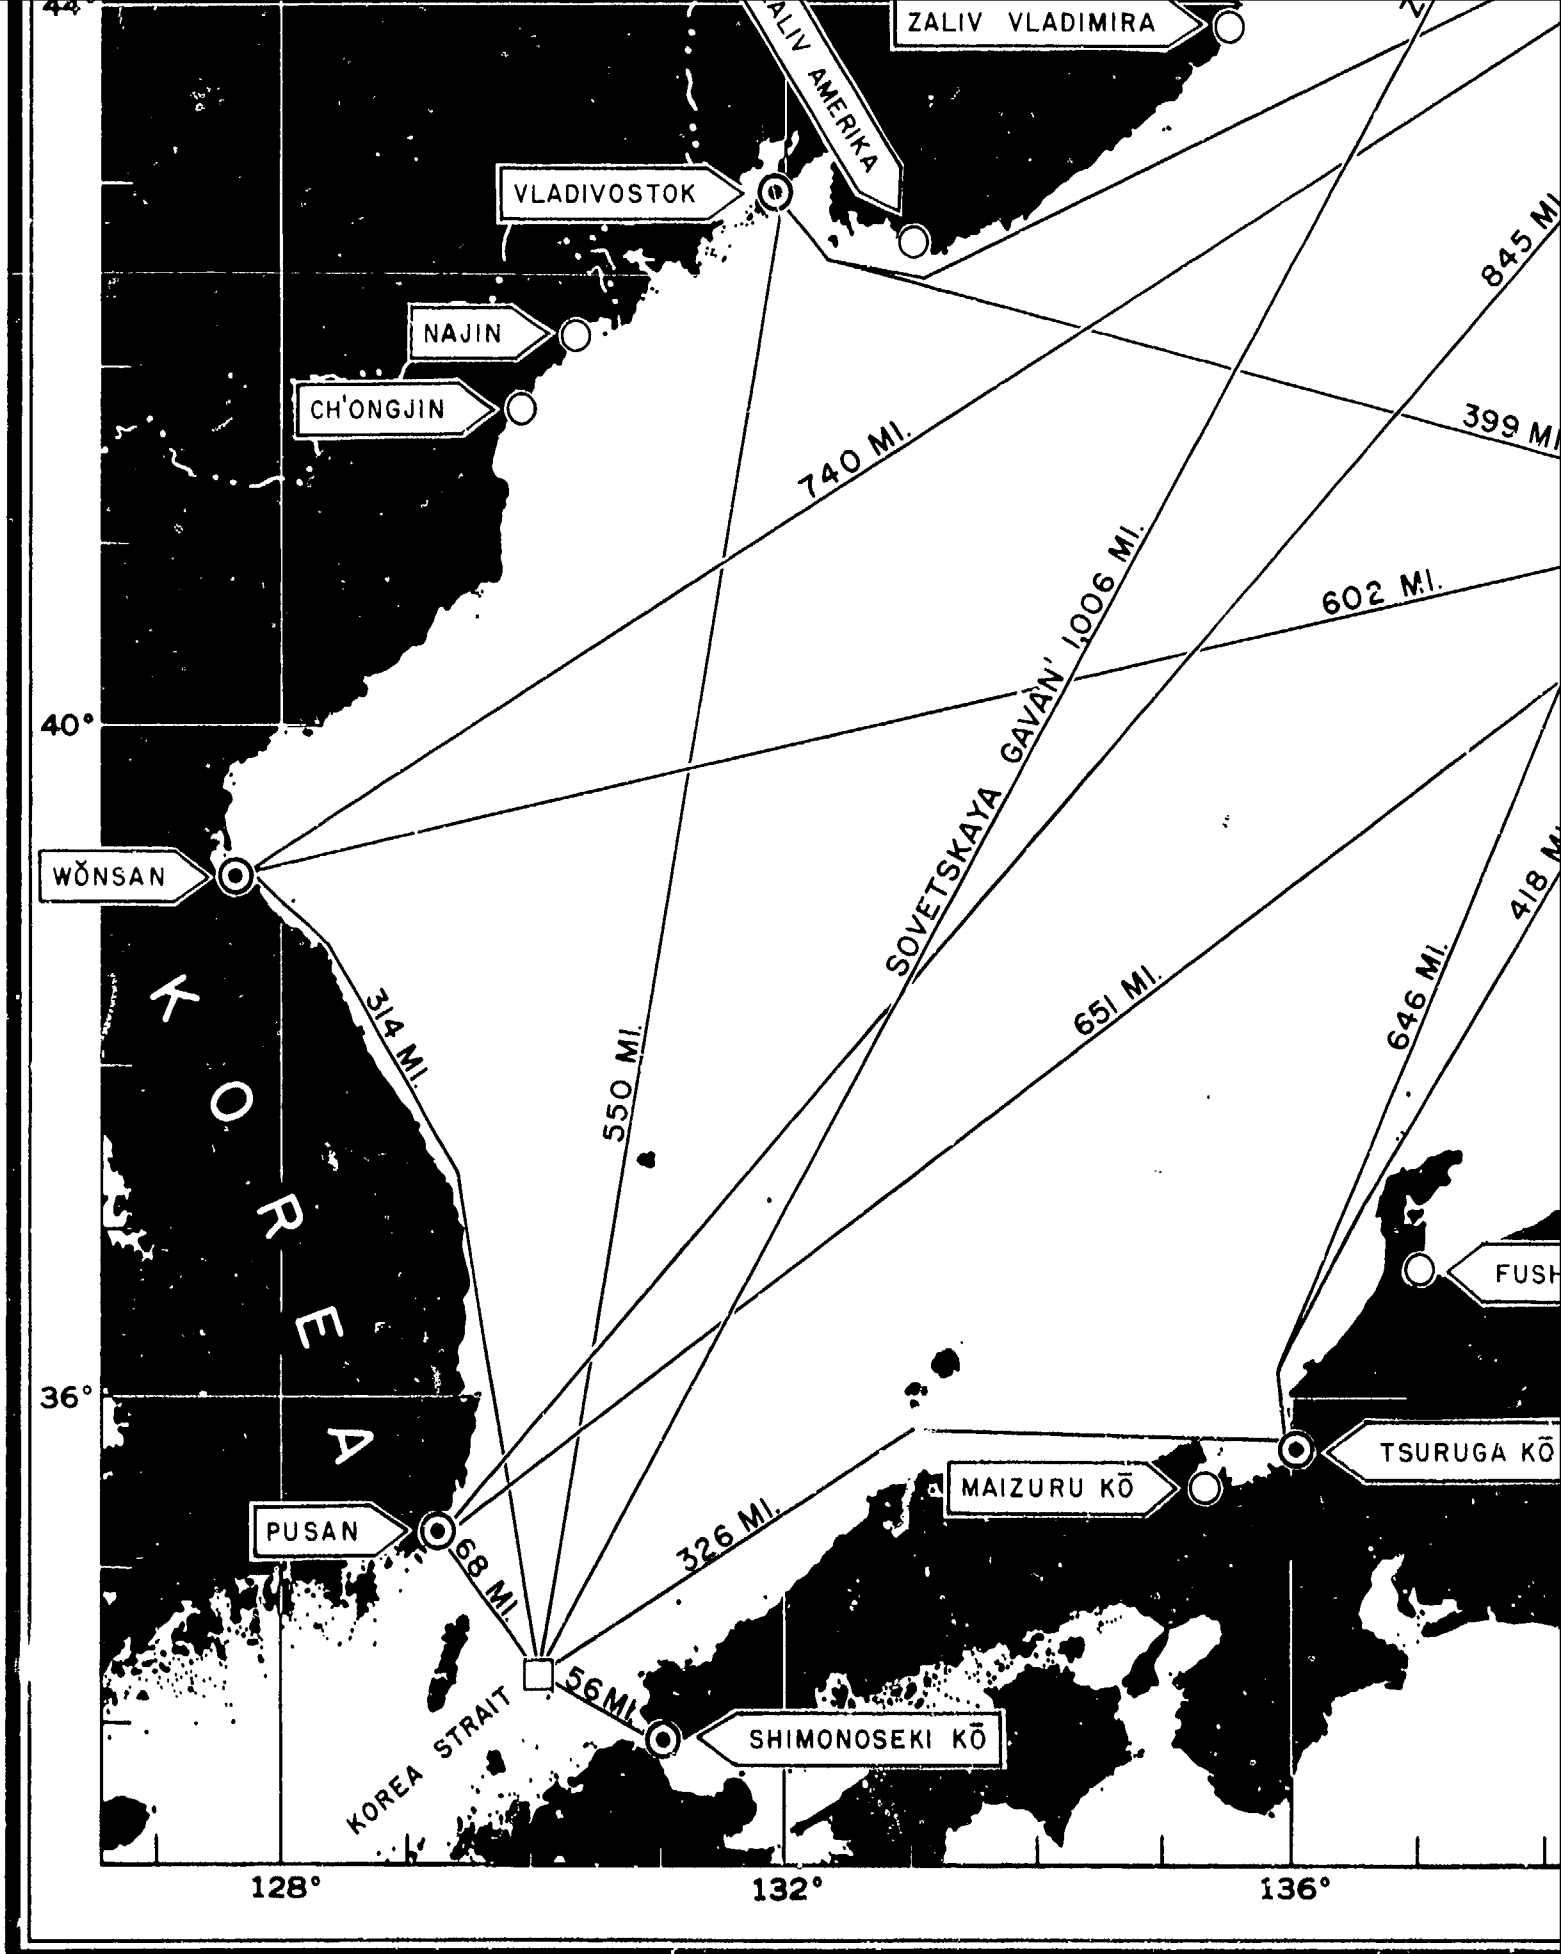 44°
ZALIV VLADIMIRA
ZALIV AMERIKA
VLADIVOSTOK
845 MI.
NAJIN
CH'ONGJIN
399 MI.
740 MI.
SOVETSKAYA GAVAN' 1,006 MI.
602 MI.
40°
WŎNSAN
418 M
314 MI.
651 MI.
646 MI.
550 MI.
KOREA
FUSH
36°
TSURUGA KŌ
MAIZURU KŌ
PUSAN
68 MI.
326 MI.
56 MI.
SHIMONOSEKI KŌ
KOREA STRAIT
128°
132°
136°